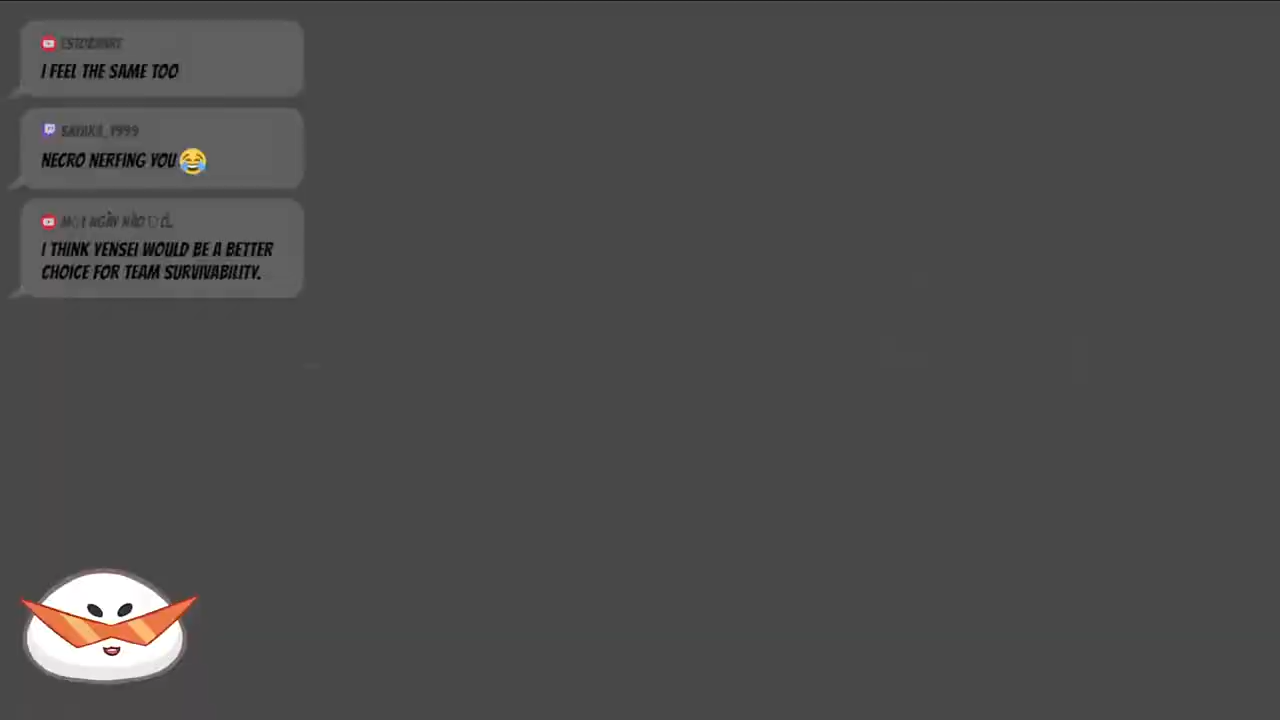 I FEEL THE SAME TOO
NECRO NERFING YOU 😂
I THINK YENSEI WOULD BE A BETTER
CHOICE FOR TEAM SURVIVABILITY.